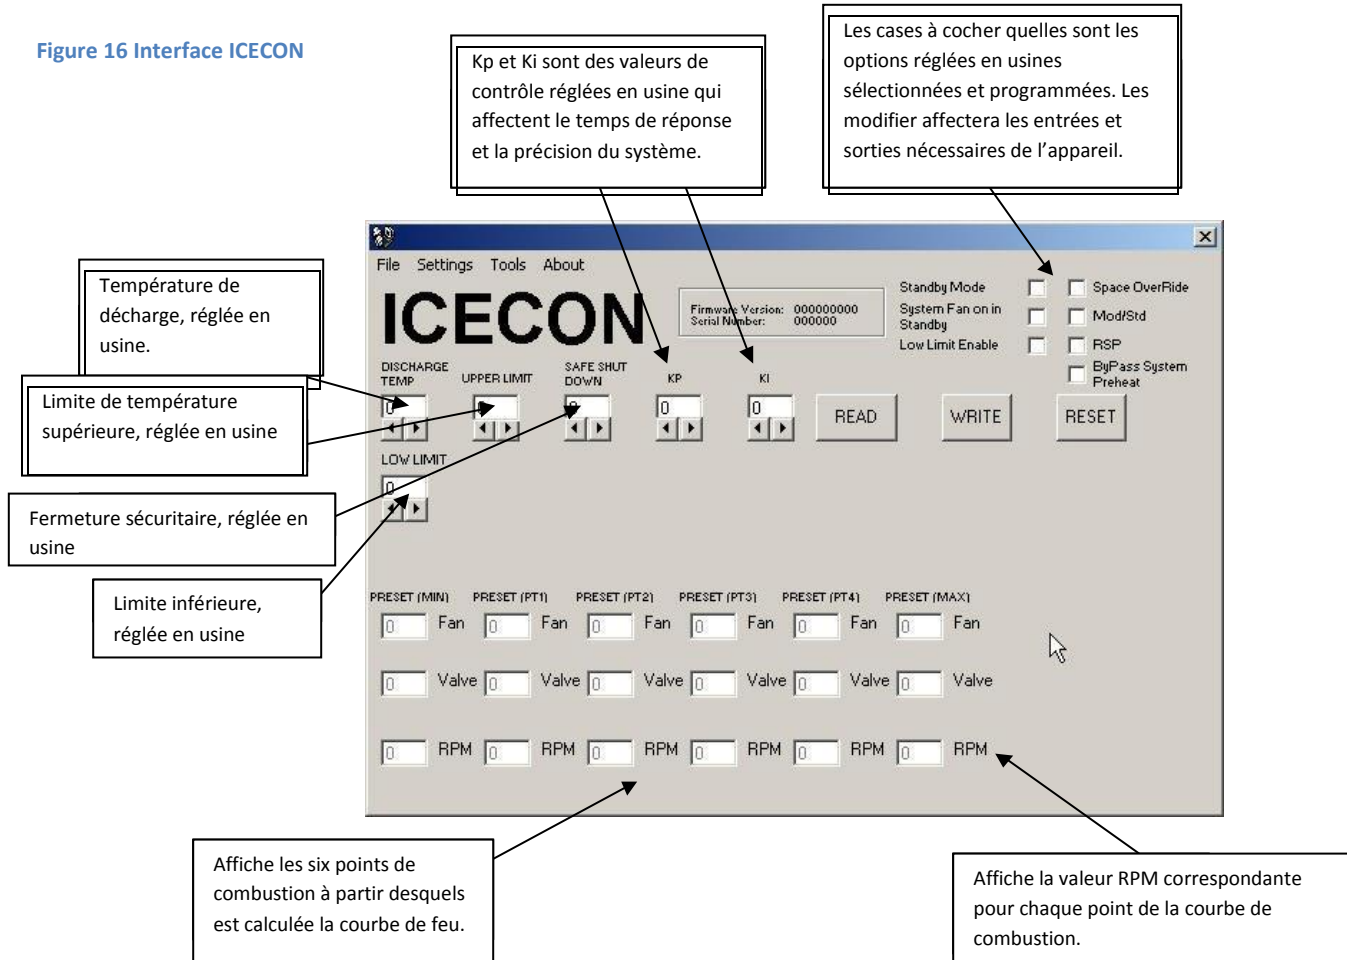 Figure 16 Interface ICECON
Kp et Ki sont des valeurs de
contrôle réglées en usine qui
affectent le temps de réponse
et la précision du système.
Les cases à cocher quelles sont les
options réglées en usines
sélectionnées et programmées. Les
modifier affectera les entrées et
sorties nécessaires de l’appareil.
Température de
décharge, réglée en
usine.
Limite de température
supérieure, réglée en usine
Fermeture sécuritaire, réglée en
usine
Limite inférieure,
réglée en usine
File Settings Tools About
ICECON
Firmware Version: 000000000
Serial Number: 000000
Standby Mode
System Fan on in
Standby
Low Limit Enable
Space OverRide
Mod/Std
RSP
ByPass System
Preheat
DISCHARGE
TEMP
UPPER LIMIT
SAFE SHUT
DOWN
KP
KI
0 0 0 0 0
READ WRITE RESET
LOW LIMIT
0
PRESET (MIN) PRESET (PT1) PRESET (PT2) PRESET (PT3) PRESET (PT4) PRESET (MAX)
0 Fan 0 Fan 0 Fan 0 Fan 0 Fan 0 Fan
0 Valve 0 Valve 0 Valve 0 Valve 0 Valve 0 Valve
0 RPM 0 RPM 0 RPM 0 RPM 0 RPM 0 RPM
Affiche les six points de
combustion à partir desquels
est calculée la courbe de feu.
Affiche la valeur RPM correspondante
pour chaque point de la courbe de
combustion.